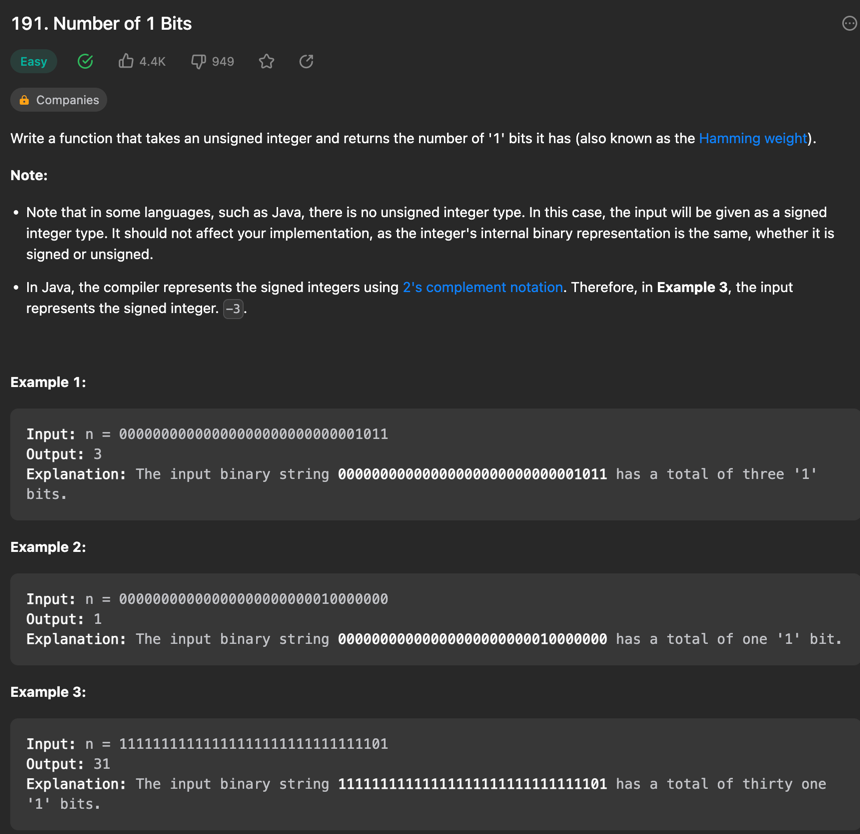 191. Number of 1 Bits
Easy 4.4K 949
Companies
Write a function that takes an unsigned integer and returns the number of '1' bits it has (also known as the Hamming weight).
Note:
• Note that in some languages, such as Java, there is no unsigned integer type. In this case, the input will be given as a signed
integer type. It should not affect your implementation, as the integer's internal binary representation is the same, whether it is
signed or unsigned.
• In Java, the compiler represents the signed integers using 2's complement notation. Therefore, in Example 3, the input
represents the signed integer. -3.
Example 1:
Input: n = 00000000000000000000000000001011
Output: 3
Explanation: The input binary string 00000000000000000000000000001011 has a total of three '1'
bits.
Example 2:
Input: n = 00000000000000000000000010000000
Output: 1
Explanation: The input binary string 00000000000000000000000010000000 has a total of one '1' bit.
Example 3:
Input: n = 11111111111111111111111111111101
Output: 31
Explanation: The input binary string 11111111111111111111111111111101 has a total of thirty one
'1' bits.